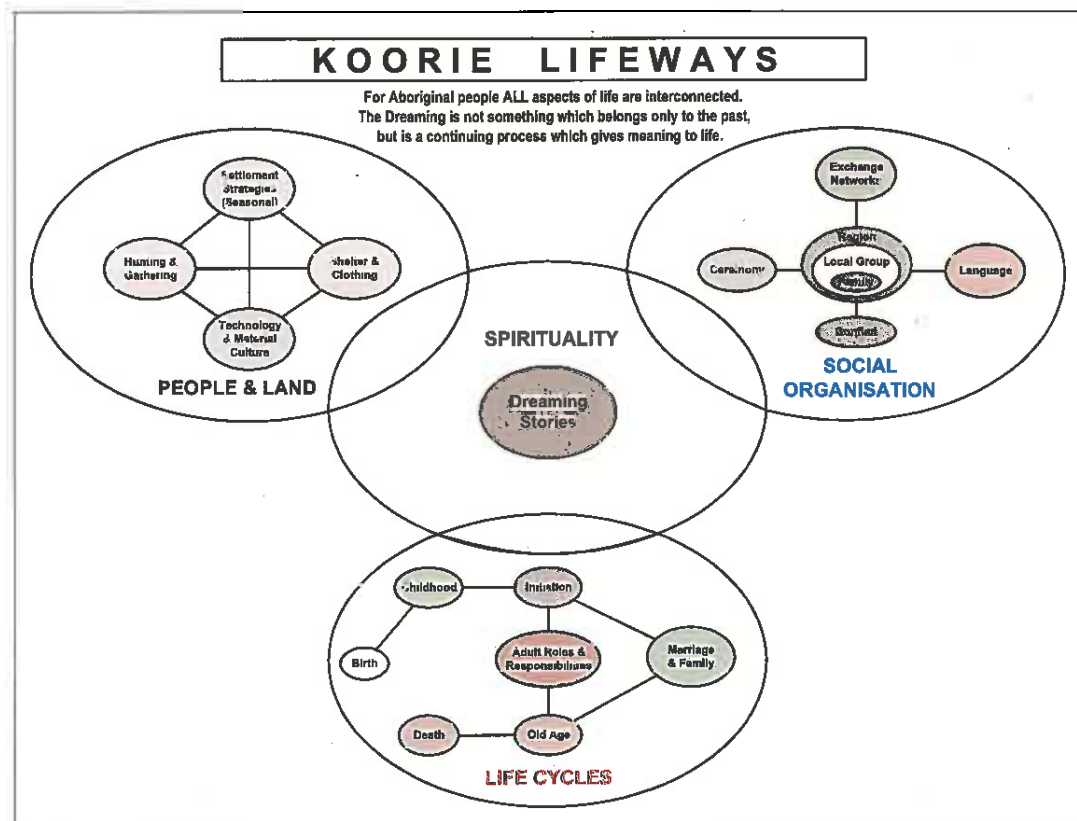 KOORIE LIFEWAYS
For Aboriginal people ALL aspects of life are interconnected.
The Dreaming is not something which belongs only to the past,
but is a continuing process which gives meaning to life.
Settlement
Strategies
(Seasonal)
Hunting &
Gathering
Shelter &
Clothing
Technology
& Material
Culture
PEOPLE & LAND
SPIRITUALITY
Dreaming
Stories
Exchange
Networks
Region
Local Group
Family
Ceremony
Language
SOCIAL
ORGANISATION
Childhood
Initiation
Birth
Adult Roles &
Responsibilities
Marriage
& Family
Death
Old Age
LIFE CYCLES